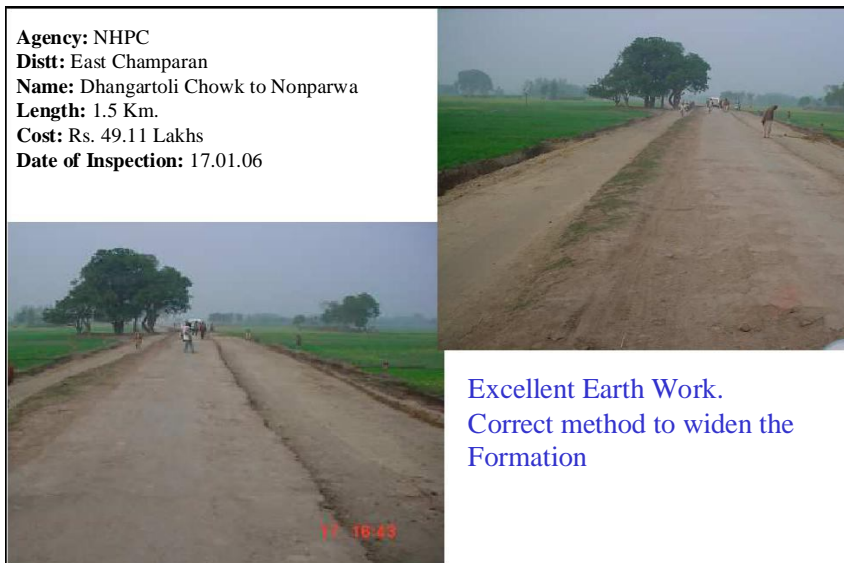 Agency: NHPC
Distt: East Champaran
Name: Dhangartoli Chowk to Nonparwa
Length: 1.5 Km.
Cost: Rs. 49.11 Lakhs
Date of Inspection: 17.01.06
Excellent Earth Work.
Correct method to widen the
Formation
17 16:43